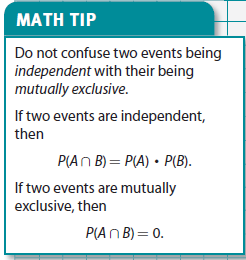 MATH TIP
Do not confuse two events being
independent with their being
mutually exclusive.
If two events are independent,
then
P(A ∩ B) = P(A) • P(B).
If two events are mutually
exclusive, then
P(A ∩ B) = 0.